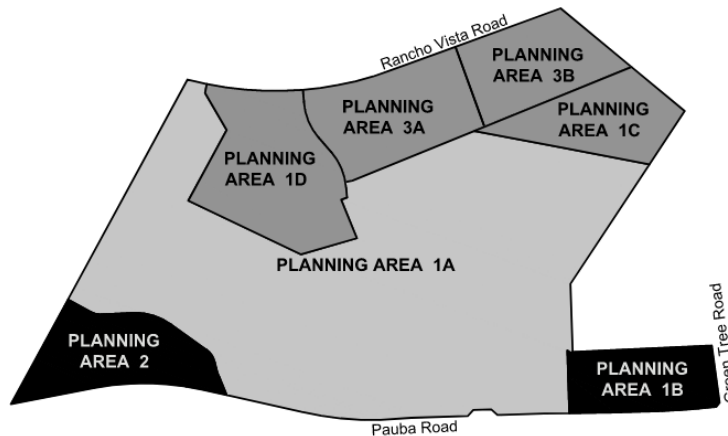 Rancho Vista Road
PLANNING
AREA 3B
PLANNING
AREA 3A
PLANNING
AREA 1C
PLANNING
AREA 1D
PLANNING AREA 1A
PLANNING
AREA 2
PLANNING
AREA 1B
Green Tree Road
Pauba Road